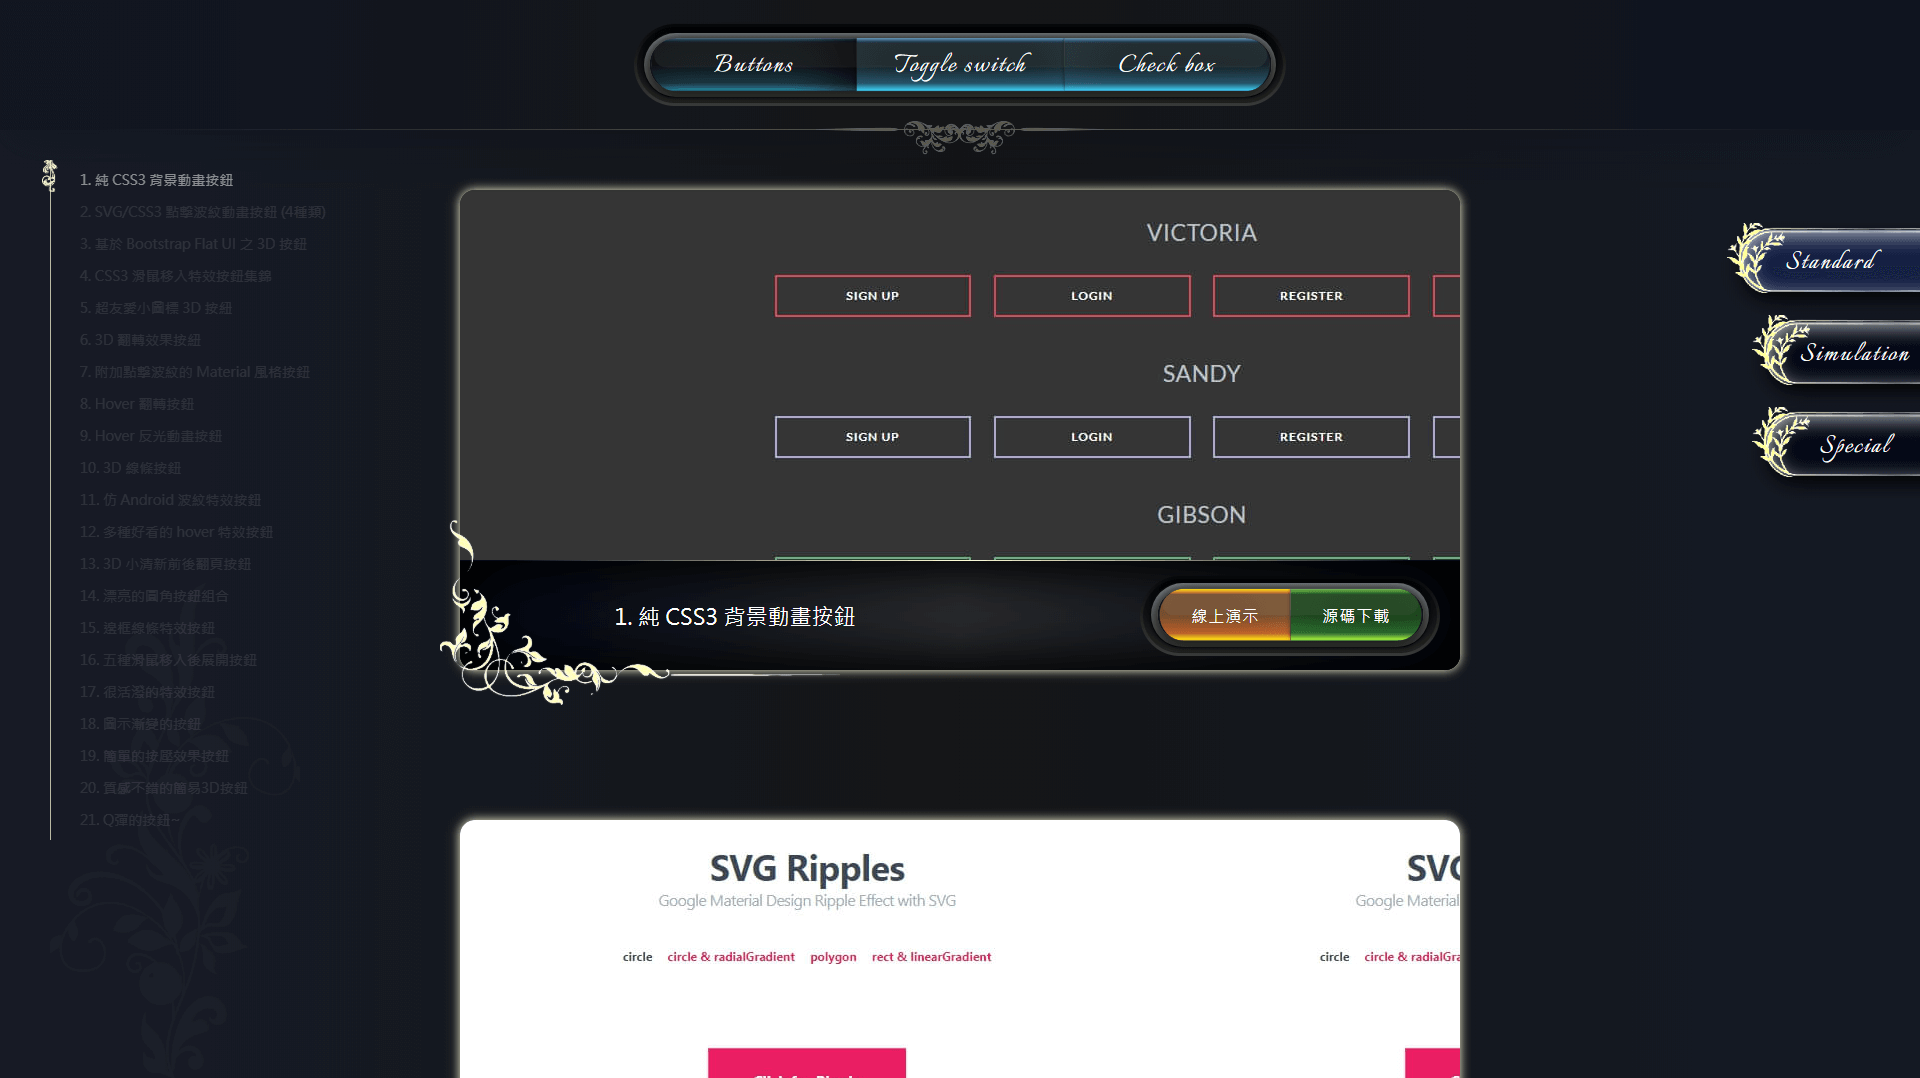 Buttons Toggle switch Check box
1. 純 CSS3 背景動畫按鈕
2. SVG/CSS3 點擊波紋動畫按鈕 (4種類)
3. 基於 Bootstrap Flat UI 之 3D 按鈕
4. CSS3 滑鼠移入特效按鈕集錦
5. 超友愛小圖標 3D 按鈕
6. 3D 翻轉效果按鈕
7. 附加點擊波紋的 Material 風格按鈕
8. Hover 翻轉按鈕
9. Hover 反光動畫按鈕
10. 3D 線條按鈕
11. 仿 Android 波紋特效按鈕
12. 多種好看的 hover 特效按鈕
13. 3D 小清新前後翻頁按鈕
14. 漂亮的圓角按鈕組合
15. 邊框線條特效按鈕
16. 五種滑鼠移入後展開按鈕
17. 很活潑的特效按鈕
18. 圖示漸變的按鈕
19. 簡單的按壓效果按鈕
20. 質感不錯的簡易3D按鈕
21. Q彈的按鈕~
VICTORIA
SIGN UP LOGIN REGISTER
SANDY
SIGN UP LOGIN REGISTER
GIBSON
1. 純 CSS3 背景動畫按鈕
線上演示 源碼下載
SVG Ripples SVG
Google Material Design Ripple Effect with SVG Google Material
circle circle & radialGradient polygon rect & linearGradient circle circle & radialGra
Standard
Simulation
Special